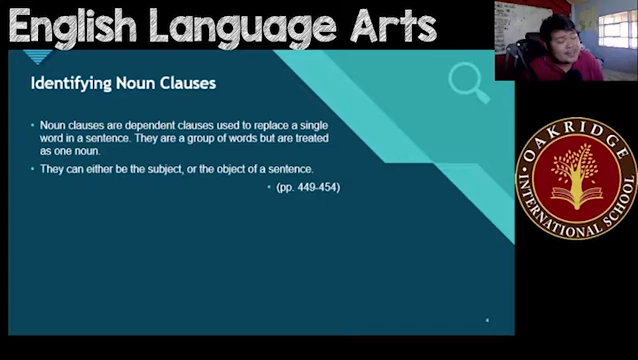 English Language Arts
Identifying Noun Clauses
• Noun clauses are dependent clauses used to replace a single
word in a sentence. They are a group of words but are treated
as one noun.
• They can either be the subject, or the object of a sentence.
• (pp. 449-454)
4
OAKRIDGE
INTERNATIONAL SCHOOL